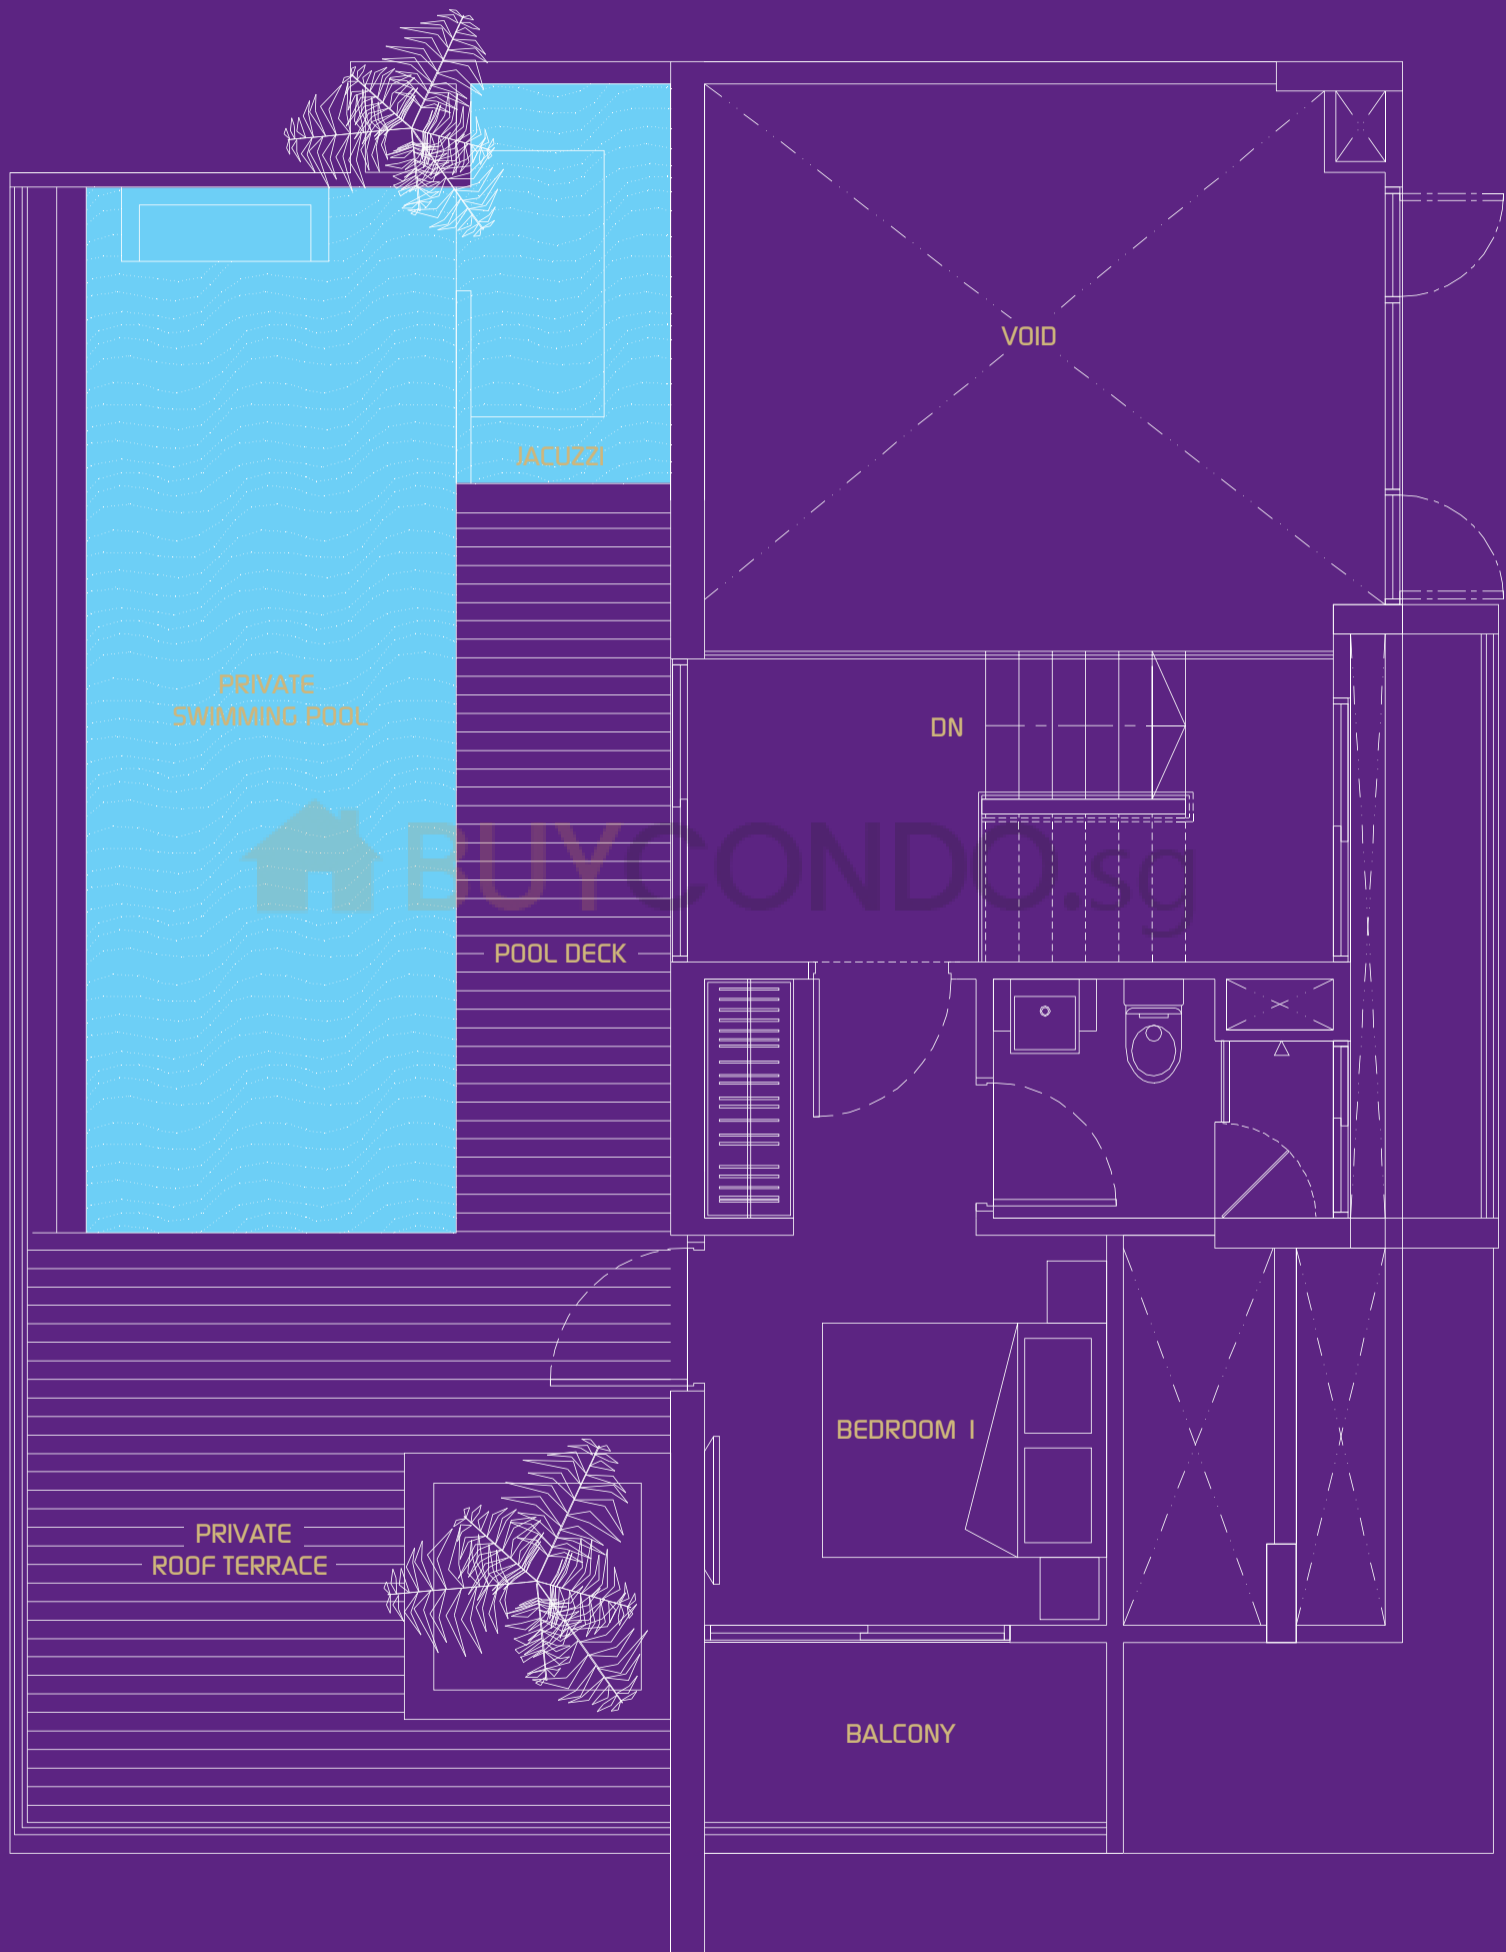 VOID
JACUZZI
PRIVATE
SWIMMING POOL
DN
BUYCONDO.sg
POOL DECK
BEDROOM 1
PRIVATE
ROOF TERRACE
BALCONY